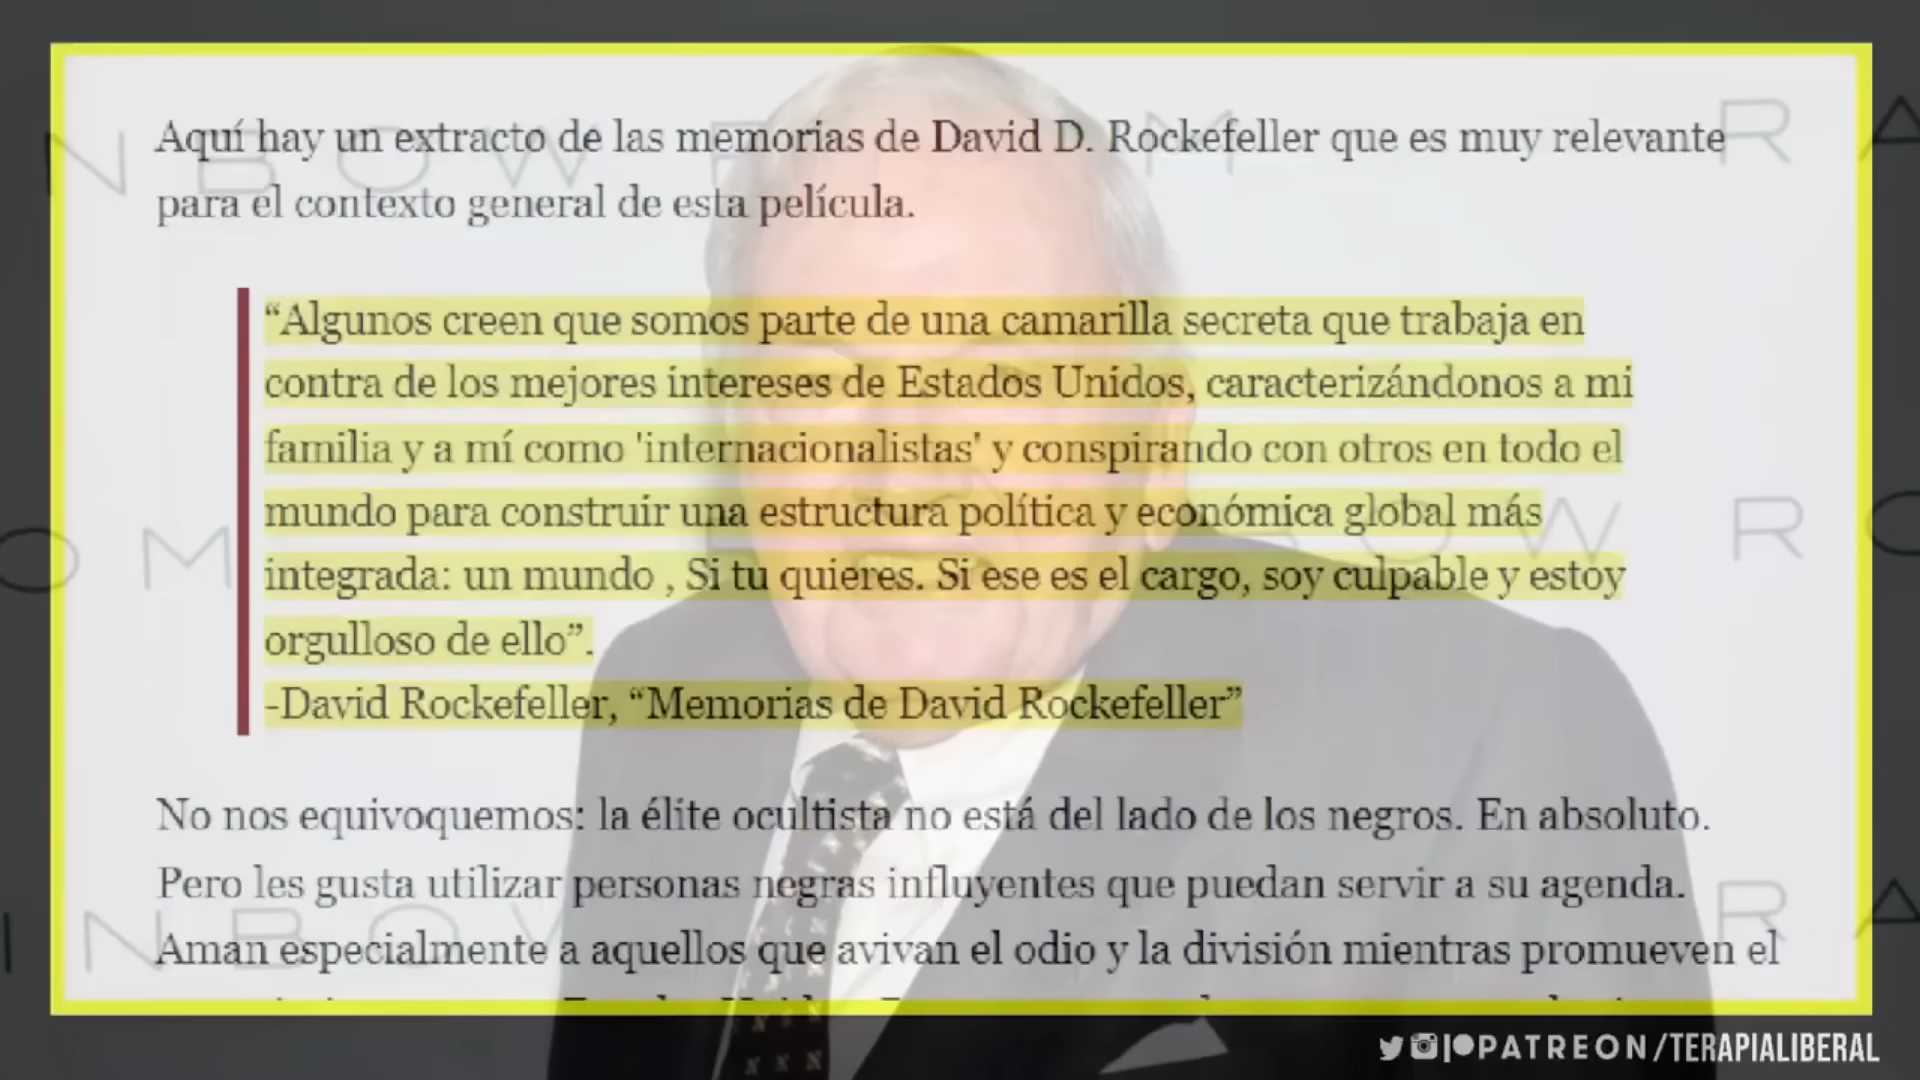 Aquí hay un extracto de las memorias de David D. Rockefeller que es muy relevante
para el contexto general de esta película.
“Algunos creen que somos parte de una camarilla secreta que trabaja en
contra de los mejores intereses de Estados Unidos, caracterizándonos a mi
familia y a mí como 'internacionalistas' y conspirando con otros en todo el
mundo para construir una estructura política y económica global más
integrada: un mundo , Si tu quieres. Si ese es el cargo, soy culpable y estoy
orgulloso de ello”.
-David Rockefeller, “Memorias de David Rockefeller”
No nos equivoquemos: la élite ocultista no está del lado de los negros. En absoluto.
Pero les gusta utilizar personas negras influyentes que puedan servir a su agenda.
Aman especialmente a aquellos que avivan el odio y la división mientras promueven el
PATREON/TERAPIALIBERAL